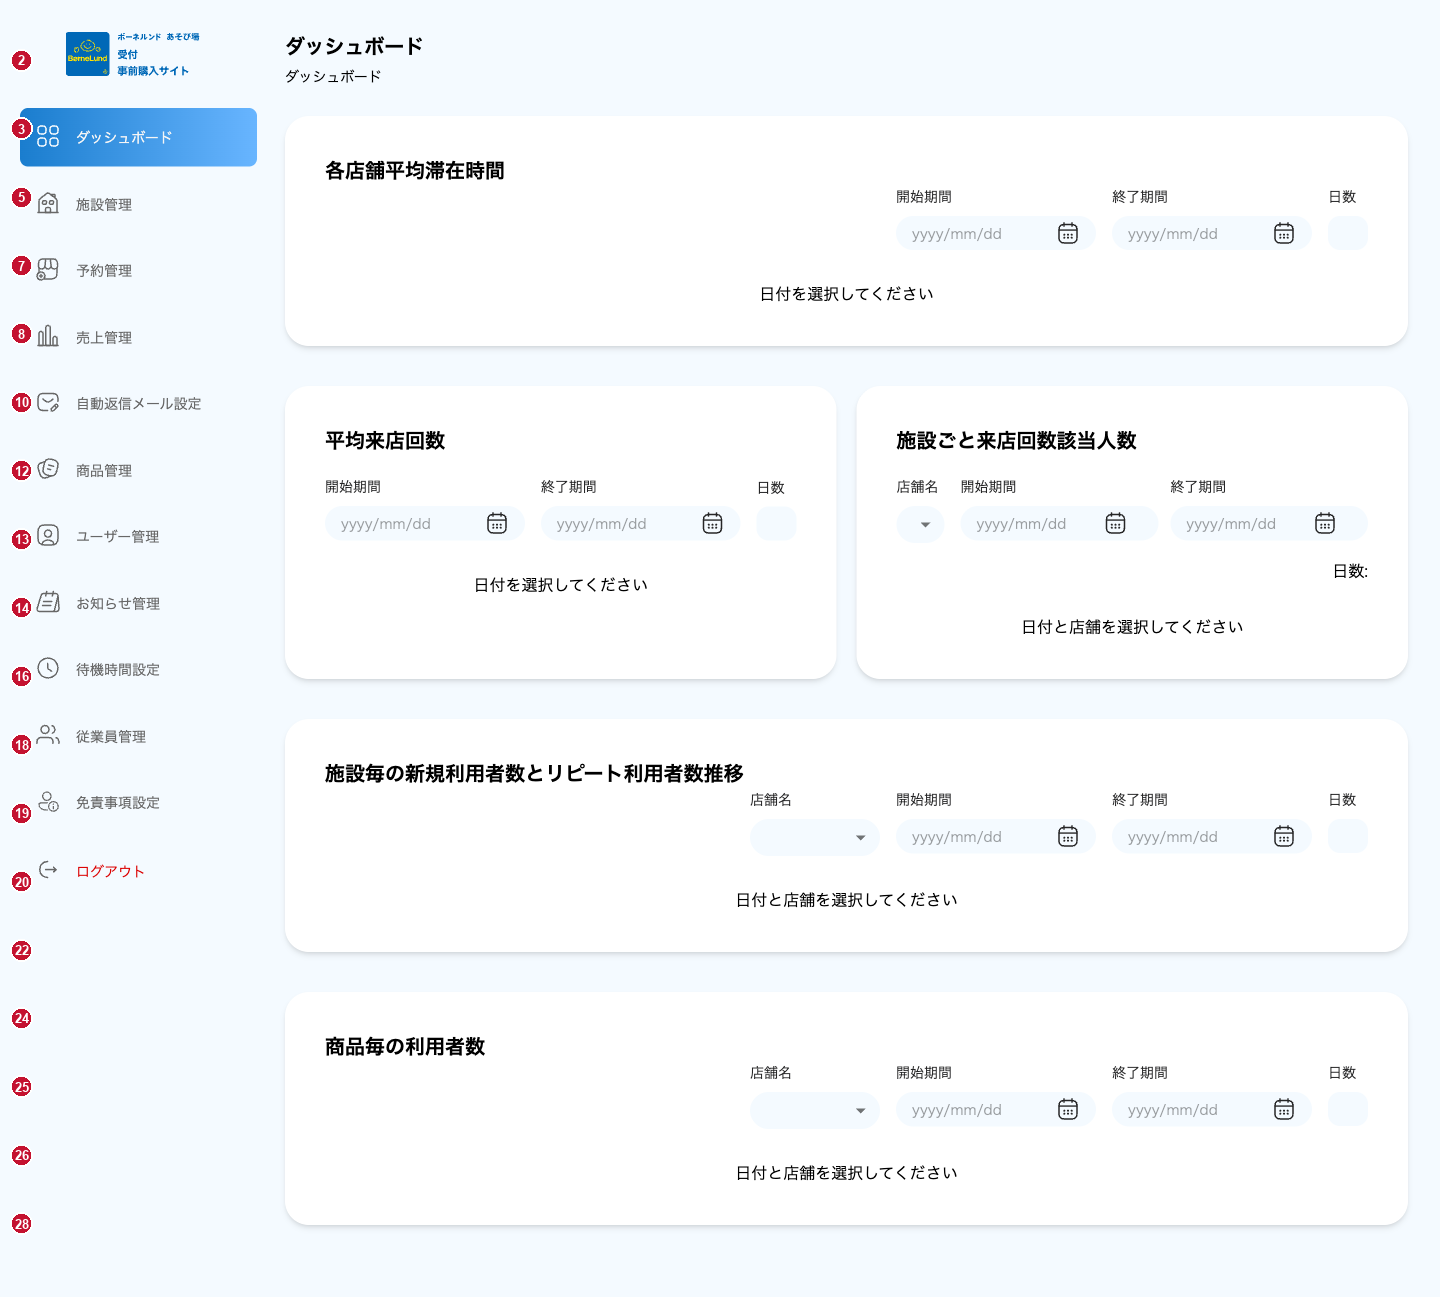 ボーネルンド あそび場
受付
事前購入サイト
BørneLund
2
3
ダッシュボード
5
施設管理
7
予約管理
8
売上管理
10
自動返信メール設定
12
商品管理
13
ユーザー管理
14
お知らせ管理
16
待機時間設定
18
従業員管理
19
免責事項設定
20
ログアウト
22
24
25
26
28
ダッシュボード
ダッシュボード
各店舗平均滞在時間
開始期間 終了期間 日数
yyyy/mm/dd yyyy/mm/dd
日付を選択してください
平均来店回数
開始期間 終了期間 日数
yyyy/mm/dd yyyy/mm/dd
日付を選択してください
施設ごと来店回数該当人数
店舗名 開始期間 終了期間
yyyy/mm/dd yyyy/mm/dd
日数:
日付と店舗を選択してください
施設毎の新規利用者数とリピート利用者数推移
店舗名 開始期間 終了期間 日数
yyyy/mm/dd yyyy/mm/dd
日付と店舗を選択してください
商品毎の利用者数
店舗名 開始期間 終了期間 日数
yyyy/mm/dd yyyy/mm/dd
日付と店舗を選択してください